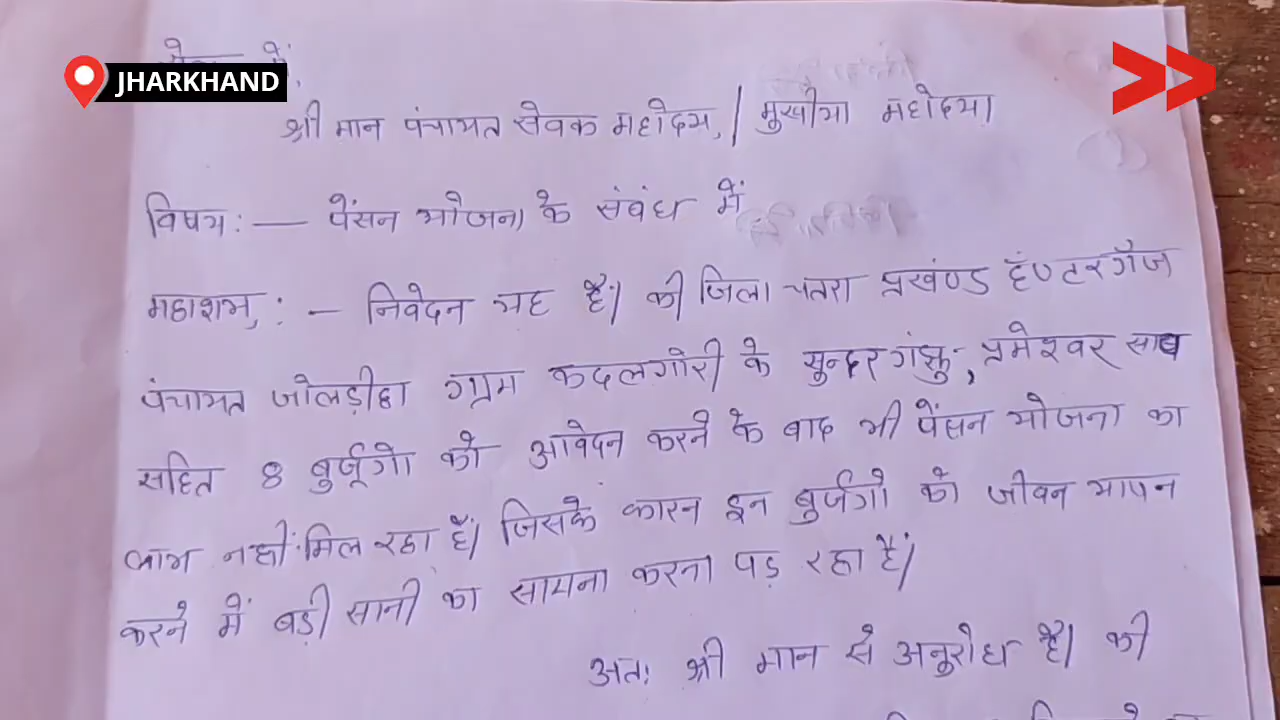 में,
JHARKHAND
श्री मान पंचायत सेवक महोदय, / मुखीया महोदया
विषय : — पेंसन योजना के संबंध में
महाशय, : — निवेदन यह हैं। की जिला चतरा प्रखंण्ड हॅण्टरगॅज
पंचायत जोलड़ीहा ग्राम कदलगोरी के सुन्दर गंझु, प्रमेश्वर साव
सहित 8 बुर्जूगो को आवेदन करने के बाद भी पेंसन योजना का
लाभ नहीं मिल रहा हैं। जिसके कारन इन बुर्जगो को जीवन यापन
करने में बड़ी सानी का सामना करना पड़ रहा है।
अतः श्री मान से अनुरोध है। की